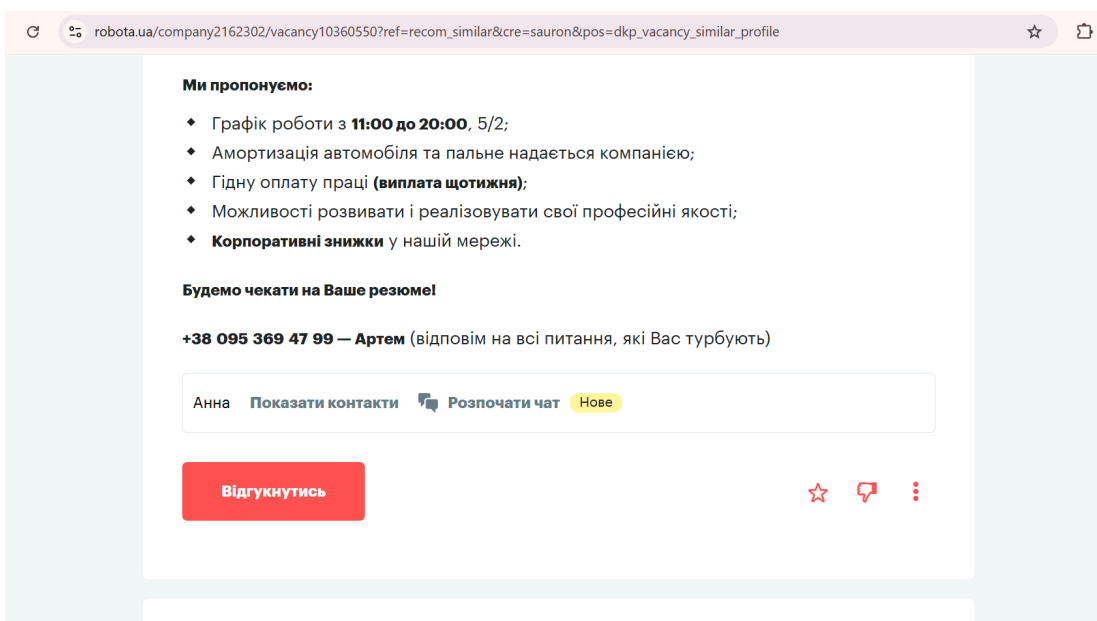 robota.ua/company2162302/vacancy10360550?ref=recom_similar&cre=sauron&pos=dkp_vacancy_similar_profile
Ми пропонуємо:
Графік роботи з 11:00 до 20:00, 5/2;
Амортизація автомобіля та пальне надається компанією;
Гідну оплату праці (виплата щотижня);
Можливості розвивати і реалізовувати свої професійні якості;
Корпоративні знижки у нашій мережі.
Будемо чекати на Ваше резюме!
+38 095 369 47 99 — Артем (відповім на всі питання, які Вас турбують)
Анна Показати контакти Розпочати чат Нове
Відгукнутись